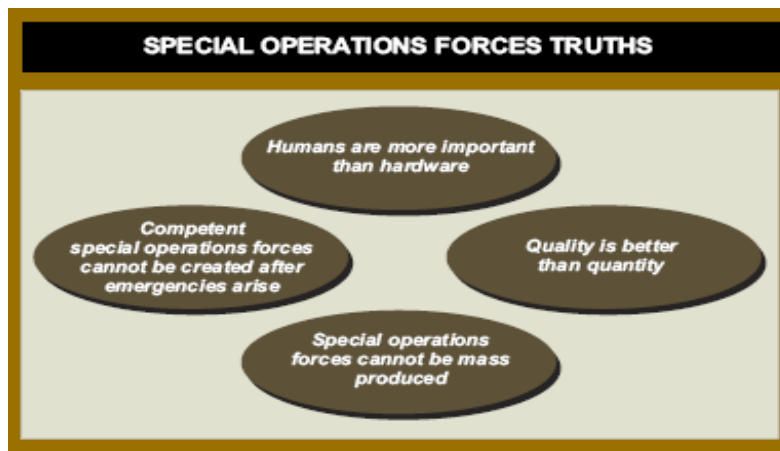 SPECIAL OPERATIONS FORCES TRUTHS
Humans are more important
than hardware
Competent
special operations forces
cannot be created after
emergencies arise
Quality is better
than quantity
Special operations
forces cannot be mass
produced